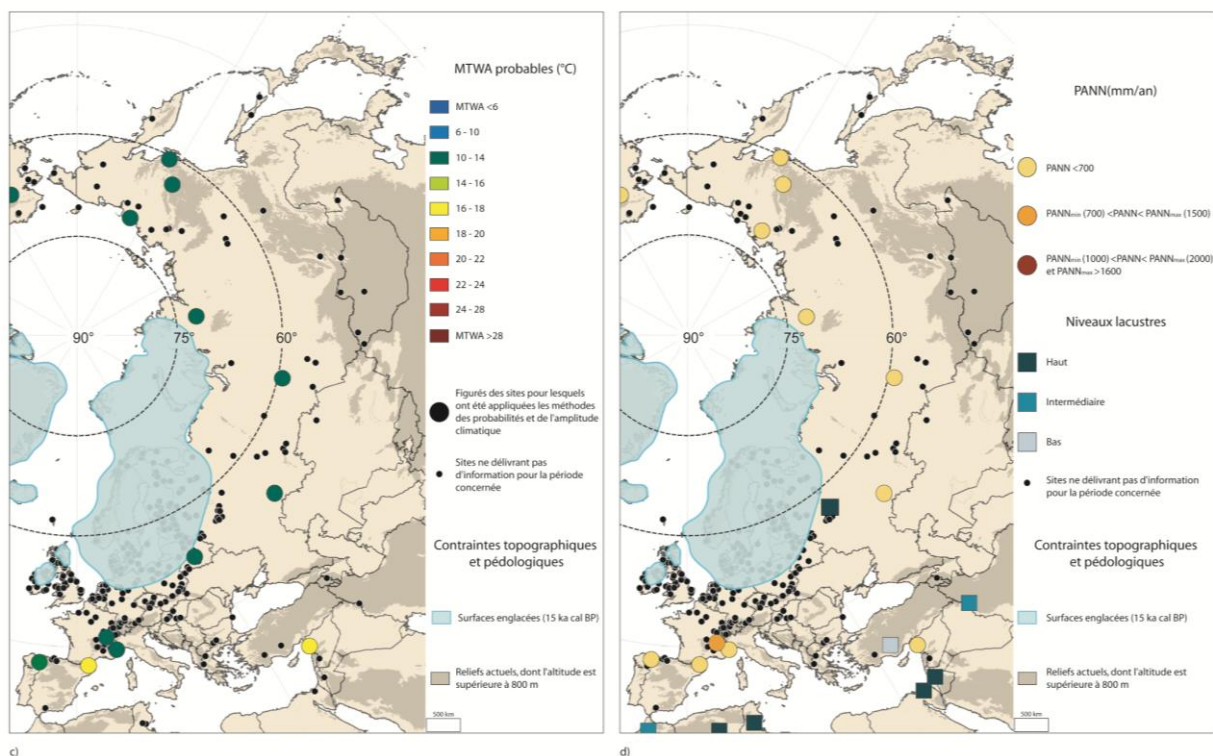 MTWA probables (°C)
MTWA <6
6 - 10
10 - 14
14 - 16
16 - 18
18 - 20
20 - 22
22 - 24
24 - 28
MTWA >28
Figurés des sites pour lesquels
ont été appliquées les méthodes
des probabilités et de l'amplitude
climatique
Sites ne délivrant pas
d'information pour la période
concernée
Contraintes topographiques
et pédologiques
Surfaces englacées (15 ka cal BP)
Reliefs actuels, dont l'altitude est
supérieure à 800 m
500 km
90°
75°
60°
c)
PANN(mm/an)
PANN <700
PANNmin (700) <PANN< PANNmax (1500)
PANNmin (1000) <PANN< PANNmax (2000)
et PANNmax >1600
Niveaux lacustres
Haut
Intermédiaire
Bas
Sites ne délivrant pas d'information
pour la période concernée
Contraintes topographiques
et pédologiques
Surfaces englacées (15 ka cal BP)
Reliefs actuels, dont l'altitude est
supérieure à 800 m
500 km
90°
75°
60°
d)